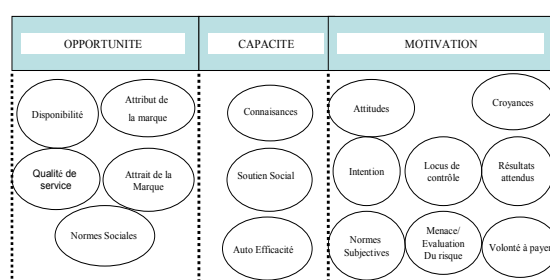 OPPORTUNITE
CAPACITE
MOTIVATION
Disponibilité
Attribut de
la marque
Qualité de
service
Attrait de la
Marque
Normes Sociales
Connaisances
Soutien Social
Auto Efficacité
Attitudes
Croyances
Intention
Locus de
contrôle
Résultats
attendus
Normes
Subjectives
Menace/
Evaluation
Du risque
Volonté à payer